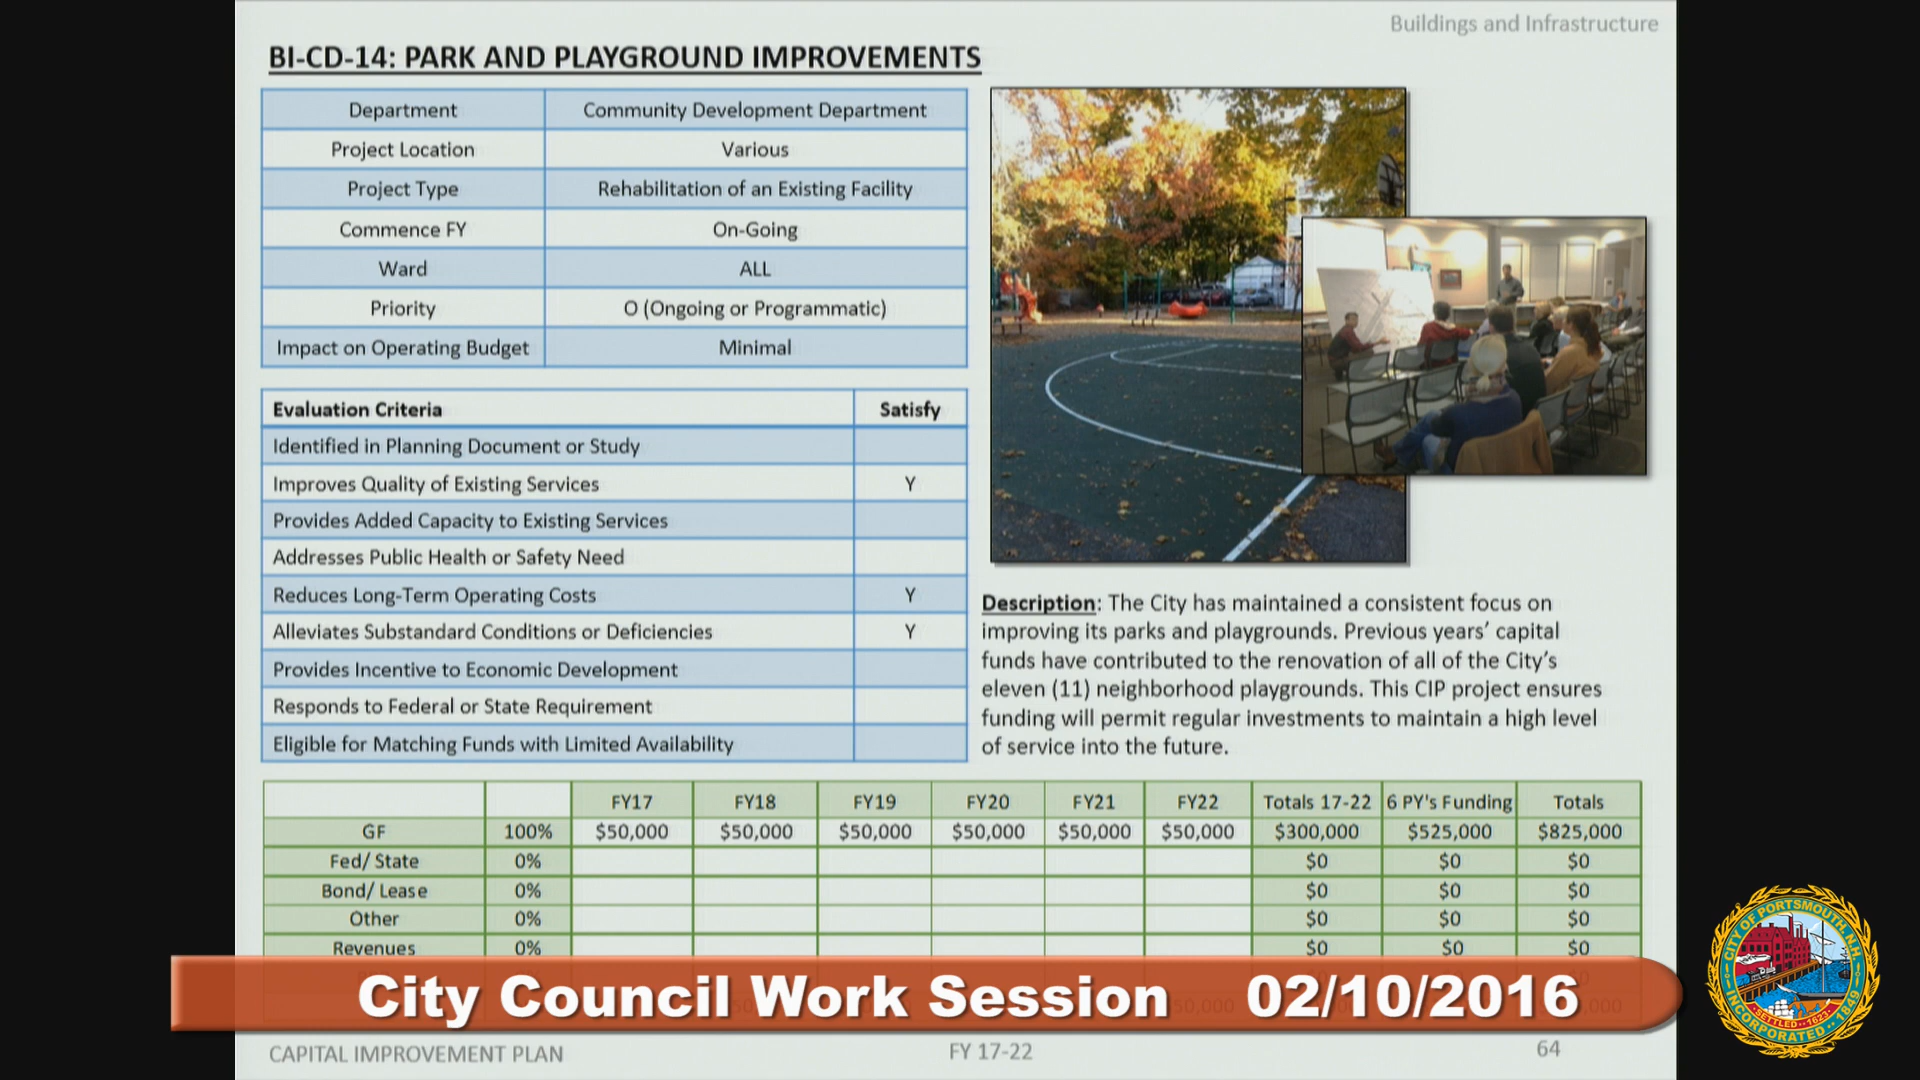 Buildings and Infrastructure
BI-CD-14: PARK AND PLAYGROUND IMPROVEMENTS
Department Community Development Department
Project Location Various
Project Type Rehabilitation of an Existing Facility
Commence FY On-Going
Ward ALL
Priority O (Ongoing or Programmatic)
Impact on Operating Budget Minimal
Evaluation Criteria Satisfy
Identified in Planning Document or Study
Improves Quality of Existing Services Y
Provides Added Capacity to Existing Services
Addresses Public Health or Safety Need
Reduces Long-Term Operating Costs Y
Alleviates Substandard Conditions or Deficiencies Y
Provides Incentive to Economic Development
Responds to Federal or State Requirement
Eligible for Matching Funds with Limited Availability
Description: The City has maintained a consistent focus on
improving its parks and playgrounds. Previous years' capital
funds have contributed to the renovation of all of the City's
eleven (11) neighborhood playgrounds. This CIP project ensures
funding will permit regular investments to maintain a high level
of service into the future.
FY17 FY18 FY19 FY20 FY21 FY22 Totals 17-22 6 PY's Funding Totals
GF 100% $50,000 $50,000 $50,000 $50,000 $50,000 $50,000 $300,000 $525,000 $825,000
Fed/ State 0% $0 $0 $0
Bond/ Lease 0% $0 $0 $0
Other 0% $0 $0 $0
Revenues 0% $0 $0 $0
City Council Work Session 02/10/2016
CAPITAL IMPROVEMENT PLAN FY 17-22 64
CITY OF PORTSMOUTH, N.H.
SETTLED 1623
INCORPORATED 1849